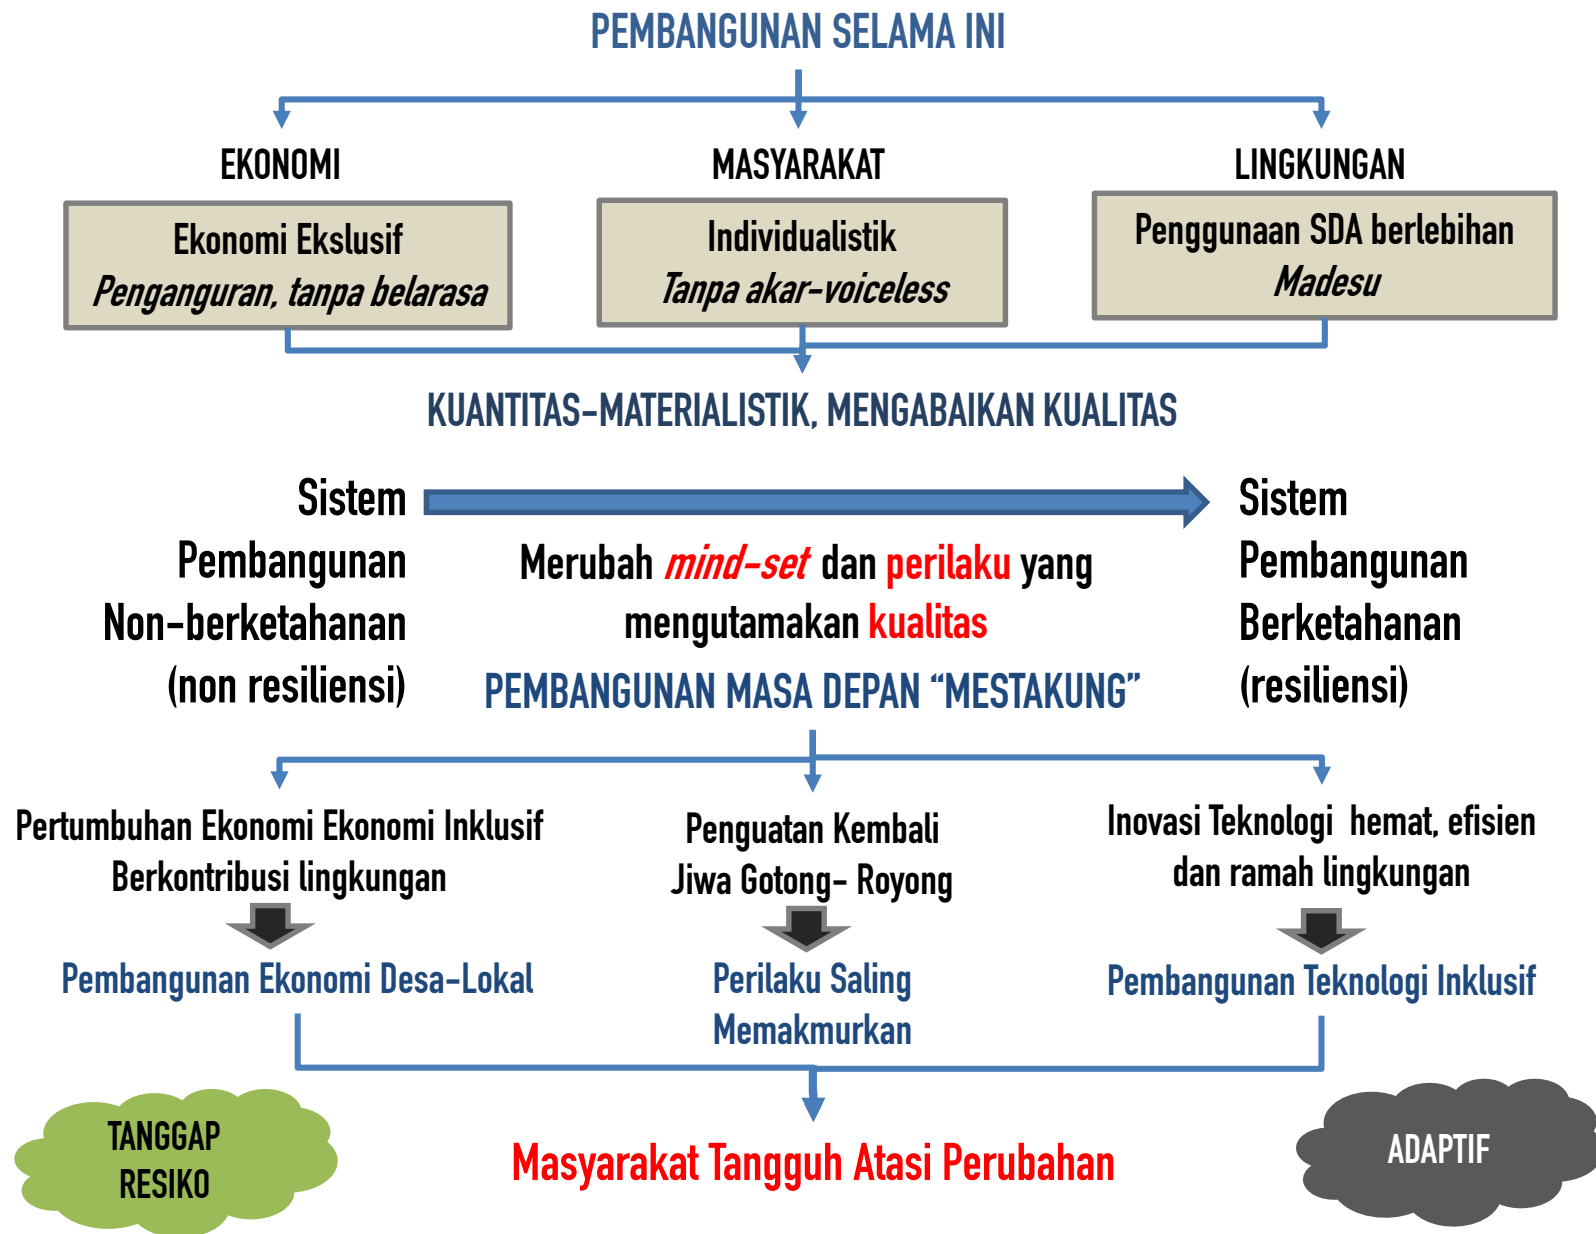 PEMBANGUNAN SELAMA INI
EKONOMI
MASYARAKAT
LINGKUNGAN
Ekonomi Ekslusif
Penganguran, tanpa belarasa
Individualistik
Tanpa akar-voiceless
Penggunaan SDA berlebihan
Madesu
KUANTITAS-MATERIALISTIK, MENGABAIKAN KUALITAS
Sistem
Pembangunan
Non-berketahanan
(non resiliensi)
Merubah mind-set dan perilaku yang
mengutamakan kualitas
Sistem
Pembangunan
Berketahanan
(resiliensi)
PEMBANGUNAN MASA DEPAN “MESTAKUNG”
Pertumbuhan Ekonomi Ekonomi Inklusif
Berkontribusi lingkungan
Penguatan Kembali
Jiwa Gotong- Royong
Inovasi Teknologi hemat, efisien
dan ramah lingkungan
Pembangunan Ekonomi Desa-Lokal
Perilaku Saling
Memakmurkan
Pembangunan Teknologi Inklusif
TANGGAP
RESIKO
Masyarakat Tangguh Atasi Perubahan
ADAPTIF